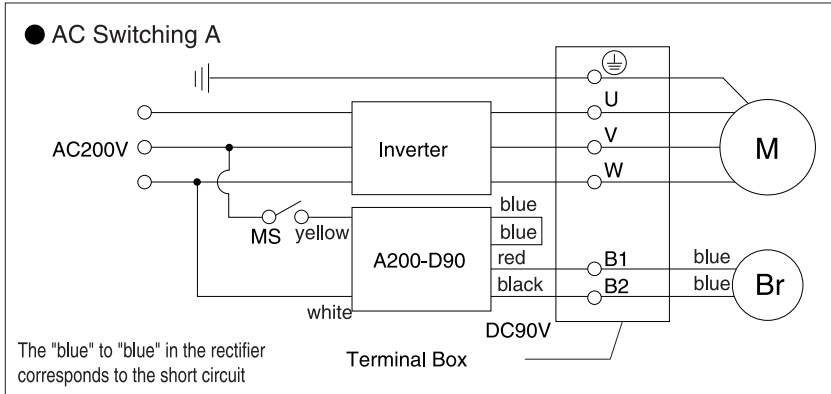 ● AC Switching A
AC200V
Inverter
U
V
W
M
MS
yellow
white
A200-D90
blue
blue
red
black
B1
B2
blue
blue
Br
DC90V
Terminal Box
The "blue" to "blue" in the rectifier
corresponds to the short circuit